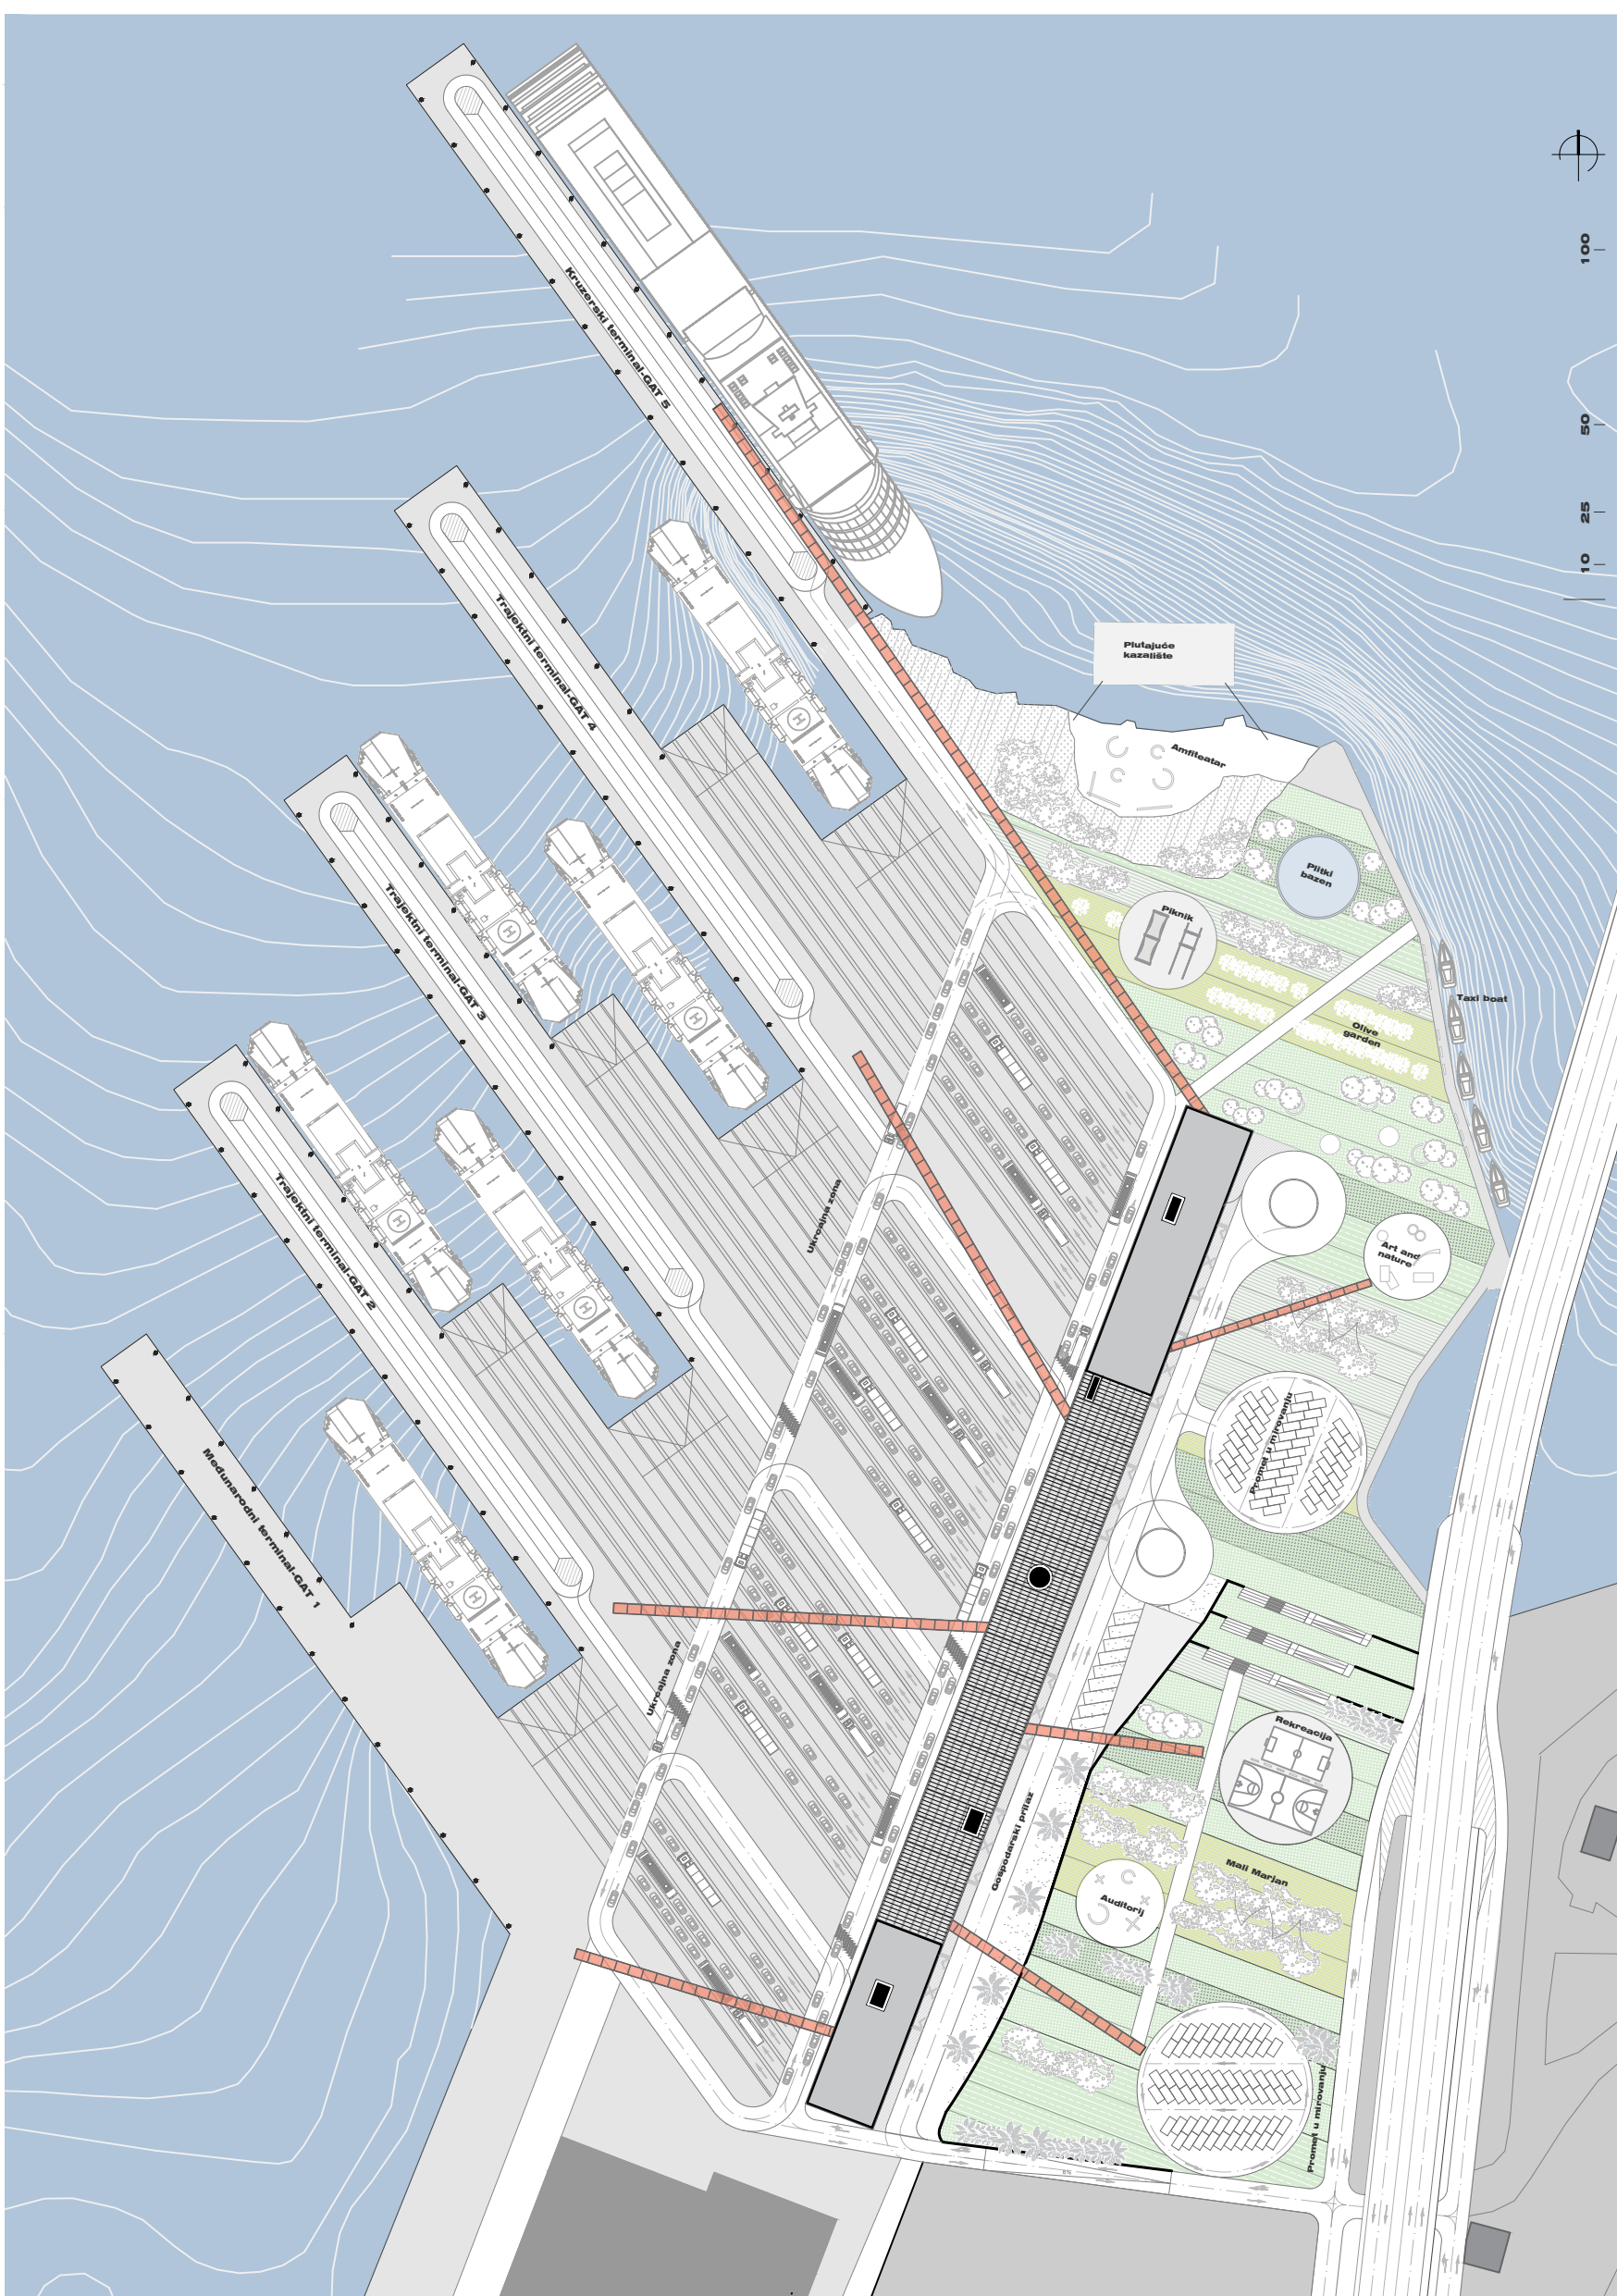 100
50
25
10
Kruzerski terminal-GAT 5
Trajektni terminal-GAT 4
Plutajuće
kazalište
Amfiteatar
Plitki
bazen
Piknik
Taxi boat
Olive
garden
Trajektni terminal-GAT 3
Ukrcajna zona
Art and
nature
Trajektni terminal-GAT 2
Promet u mirovanju
Međunarodni terminal-GAT 1
Ukrcajna zona
Rekreacija
Gospodarski prilaz
Mali Marjan
Auditorij
Promet u mirovanju
6%
H
H
H
H
H
H
H